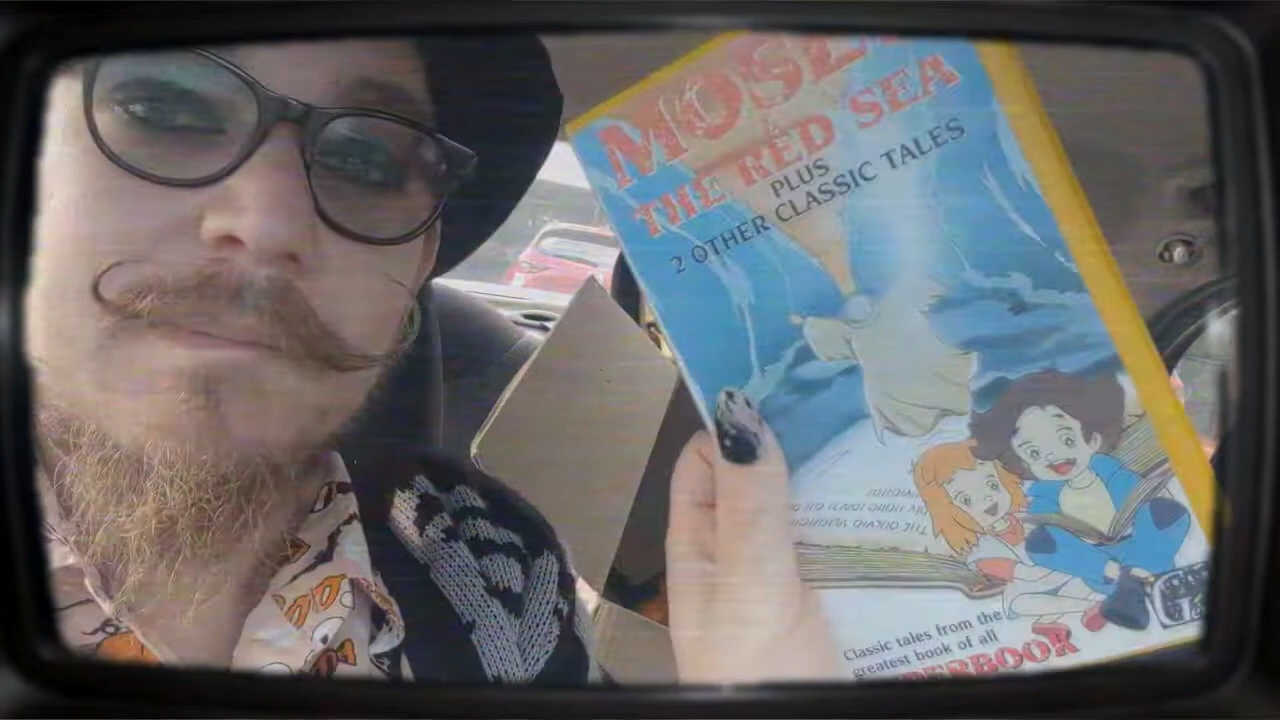 MOSE
THE RED SEA
PLUS
2 OTHER CLASSIC TALES
Classic tales from the
greatest book of all
ERBOOK